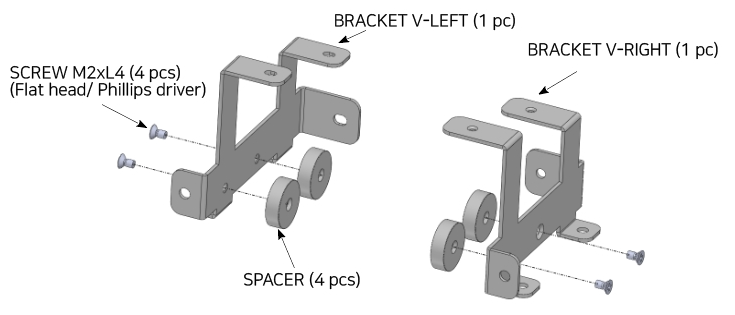 BRACKET V-LEFT (1 pc)
BRACKET V-RIGHT (1 pc)
SCREW M2xL4 (4 pcs)
(Flat head/ Phillips driver)
SPACER (4 pcs)